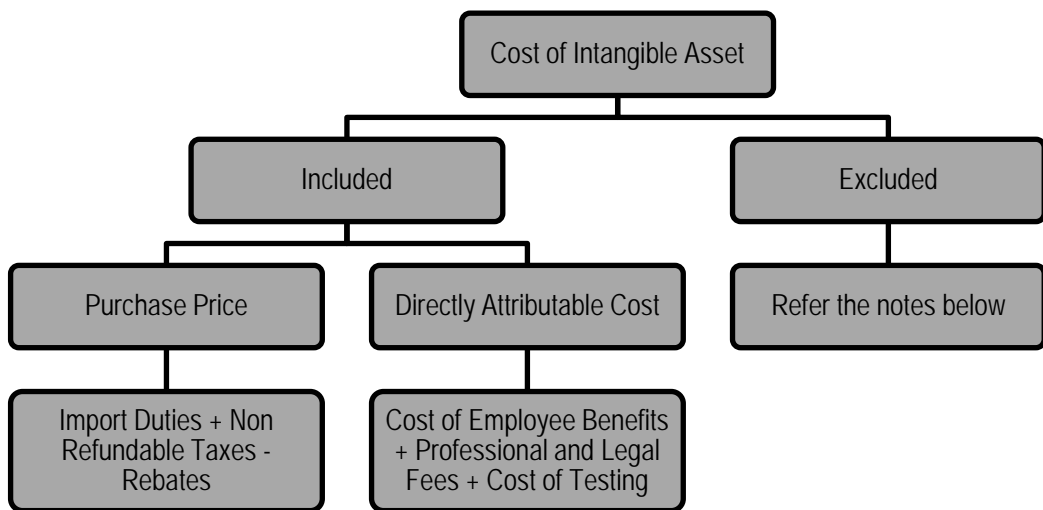 Cost of Intangible Asset
Included
Excluded
Purchase Price
Directly Attributable Cost
Refer the notes below
Import Duties + Non
Refundable Taxes -
Rebates
Cost of Employee Benefits
+ Professional and Legal
Fees + Cost of Testing